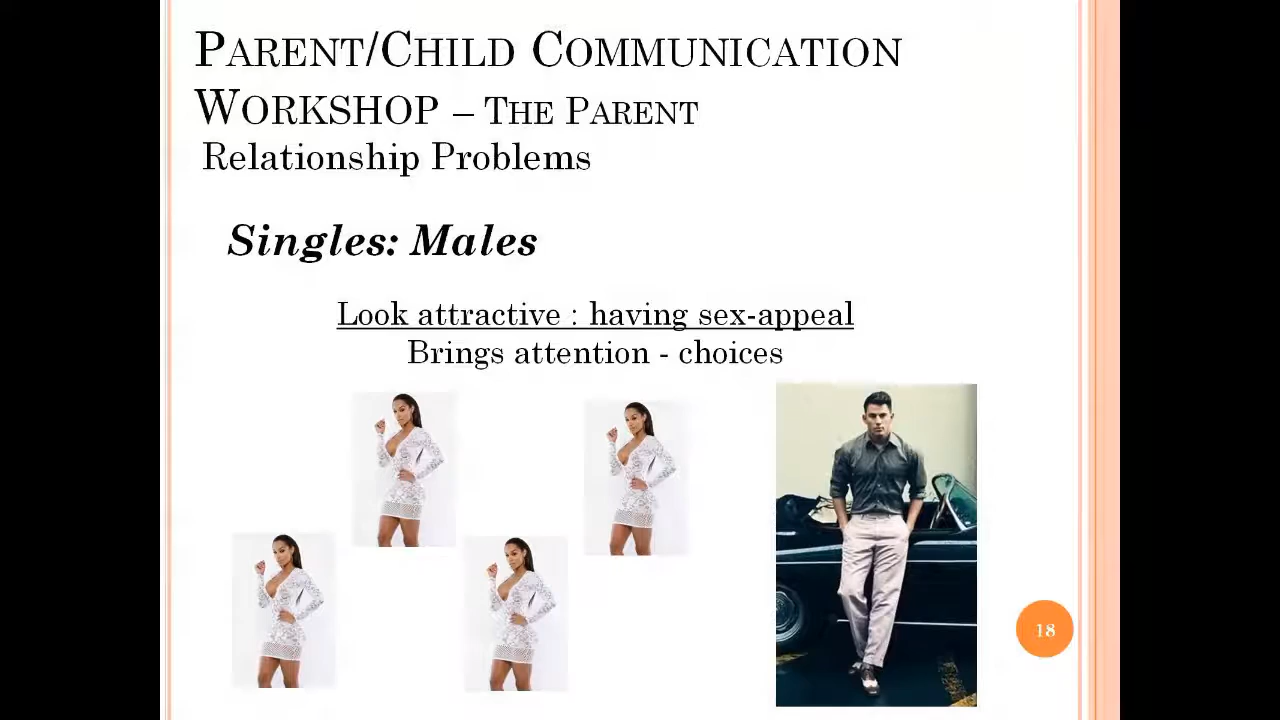 PARENT/CHILD COMMUNICATION
WORKSHOP – THE PARENT
Relationship Problems
Singles: Males
Look attractive : having sex-appeal
Brings attention - choices
18